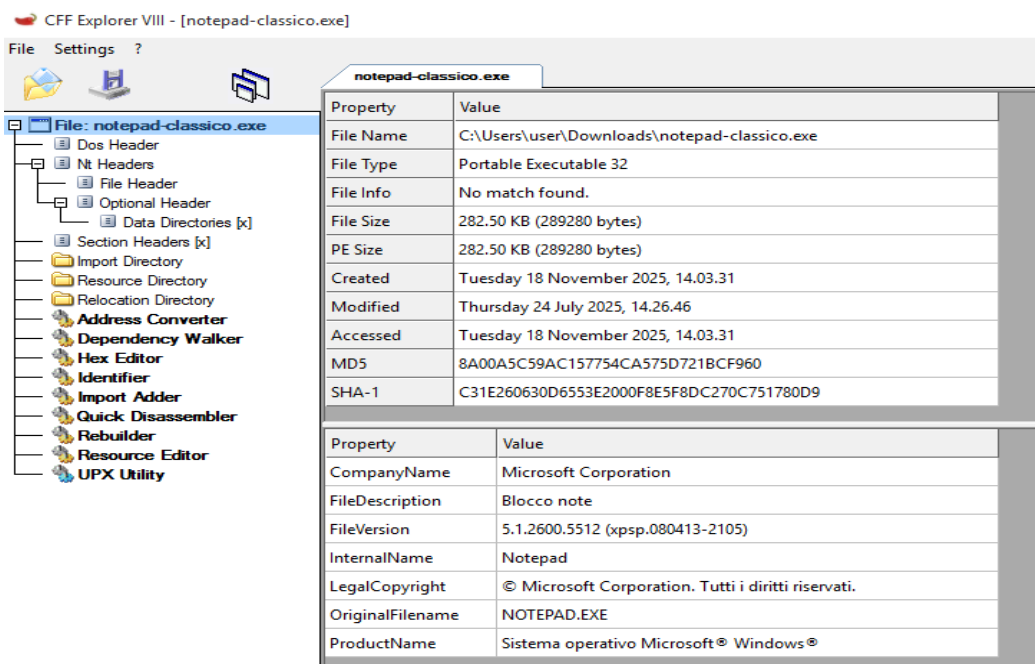 CFF Explorer VIII - [notepad-classico.exe]
File Settings ?
notepad-classico.exe
File: notepad-classico.exe
Dos Header
Nt Headers
File Header
Optional Header
Data Directories [x]
Section Headers [x]
Import Directory
Resource Directory
Relocation Directory
Address Converter
Dependency Walker
Hex Editor
Identifier
Import Adder
Quick Disassembler
Rebuilder
Resource Editor
UPX Utility
Property Value
File Name C:\Users\user\Downloads\notepad-classico.exe
File Type Portable Executable 32
File Info No match found.
File Size 282.50 KB (289280 bytes)
PE Size 282.50 KB (289280 bytes)
Created Tuesday 18 November 2025, 14.03.31
Modified Thursday 24 July 2025, 14.26.46
Accessed Tuesday 18 November 2025, 14.03.31
MD5 8A00A5C59AC157754CA575D721BCF960
SHA-1 C31E260630D6553E2000F8E5F8DC270C751780D9
Property Value
CompanyName Microsoft Corporation
FileDescription Blocco note
FileVersion 5.1.2600.5512 (xpsp.080413-2105)
InternalName Notepad
LegalCopyright © Microsoft Corporation. Tutti i diritti riservati.
OriginalFilename NOTEPAD.EXE
ProductName Sistema operativo Microsoft® Windows®